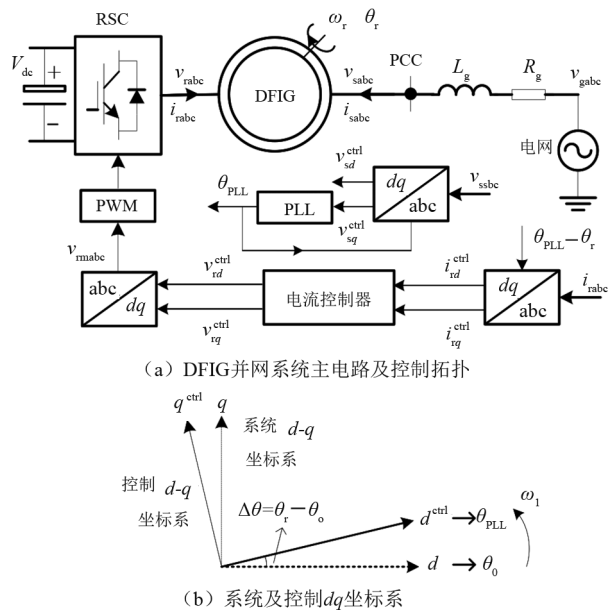 RSC
ω_r θ_r
V_dc
+
−
v_rabc
i_rabc
DFIG
v_sabc
i_sabc
PCC
L_g
R_g
v_gabc
电网
PWM
θ_PLL
PLL
v_sd^ctrl
v_sq^ctrl
dq
abc
v_ssbc
θ_PLL−θ_r
v_rmabc
abc
dq
v_rd^ctrl
v_rq^ctrl
电流控制器
i_rd^ctrl
i_rq^ctrl
dq
abc
i_rabc
（a）DFIG并网系统主电路及控制拓扑
q^ctrl
q
系统 d-q
坐标系
控制 d-q
坐标系
Δθ=θ_r−θ_o
d^ctrl→θ_PLL
ω_1
d→θ_0
（b）系统及控制dq坐标系